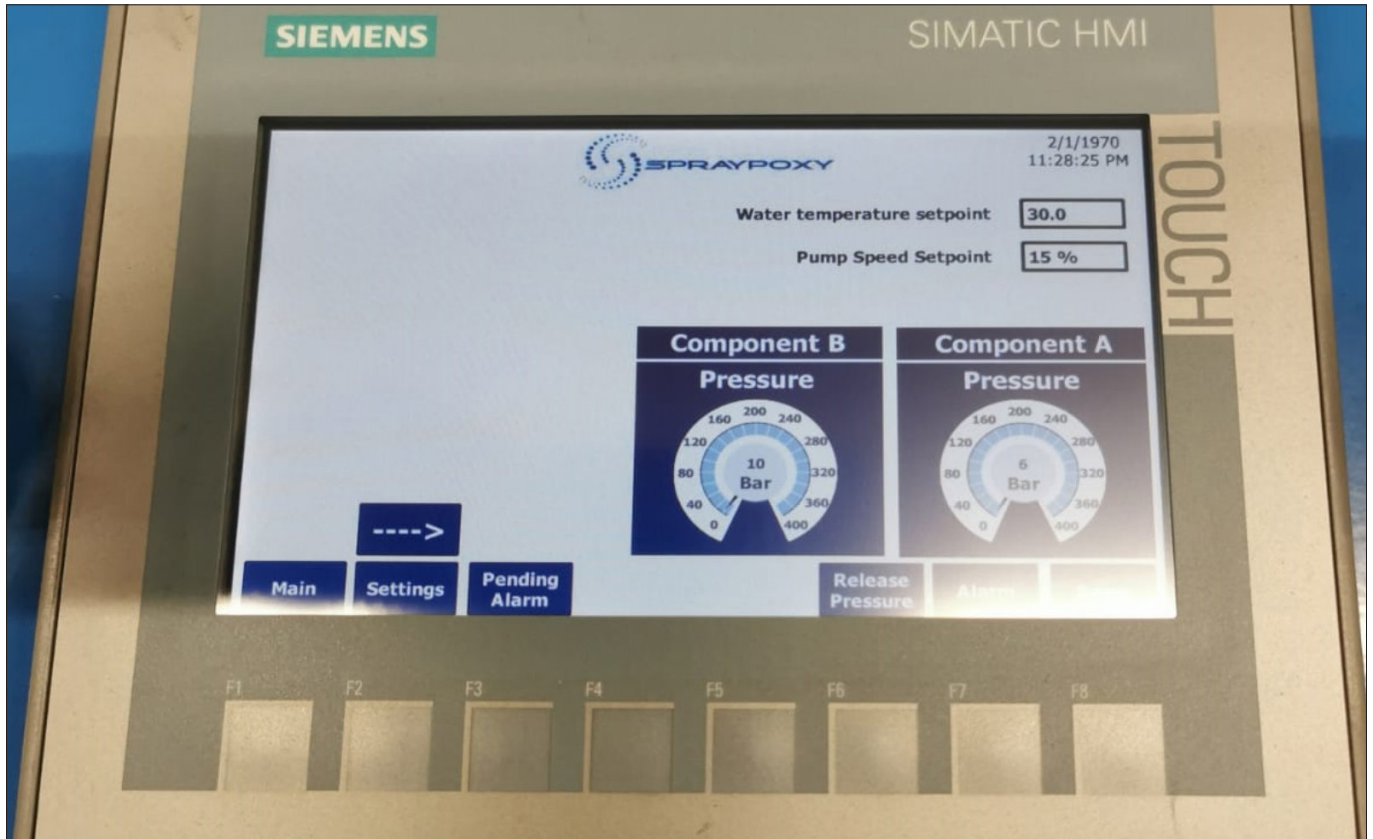 SIEMENS
SIMATIC HMI
TOUCH
SPRAYPOXY
2/1/1970
11:28:25 PM
Water temperature setpoint 30.0
Pump Speed Setpoint 15 %
Component B
Pressure
0 40 80 120 160 200 240 280 320 360 400
10
Bar
Component A
Pressure
0 40 80 120 160 200 240 280 320 360 400
6
Bar
---->
Main
Settings
Pending
Alarm
Release
Pressure
Alarm
F1 F2 F3 F4 F5 F6 F7 F8